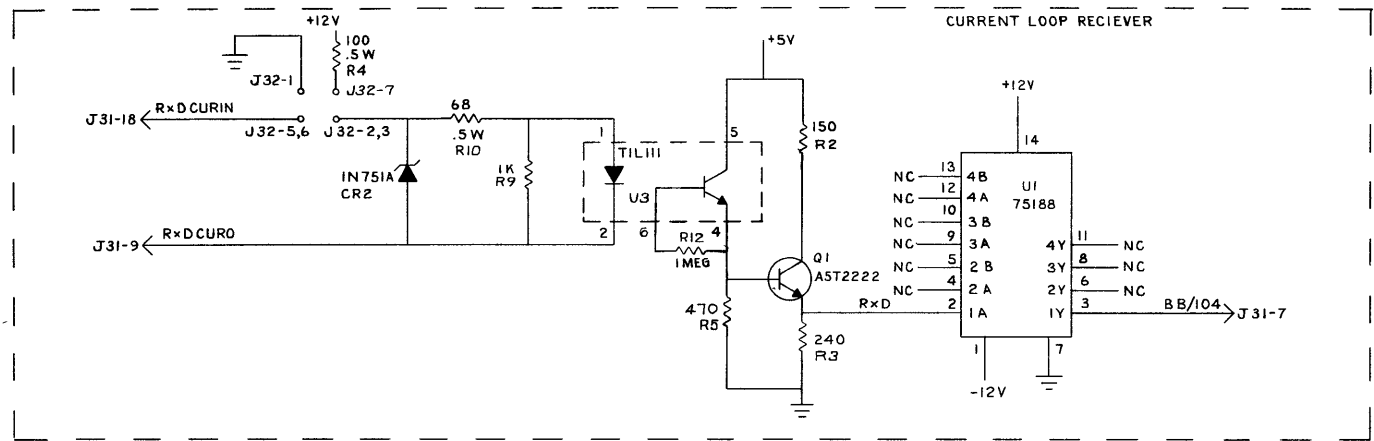 CURRENT LOOP RECIEVER
+12V
100
.5W
R4
J32-1
J32-7
J31-18
RxDCURIN
J32-5,6
J32-2,3
68
.5W
R10
1N751A
CR2
1K
R9
J31-9
RxDCURO
1
TIL111
5
U3
2
6
4
R12
1MEG
470
R5
+5V
150
R2
Q1
A5T2222
RxD
240
R3
+12V
14
U1
75188
NC 13 4B
NC 12 4A
NC 10 3B
NC 9 3A 4Y 11 NC
NC 5 2B 3Y 8 NC
NC 4 2A 2Y 6 NC
2 1A 1Y 3 BB/104 J31-7
1
7
-12V